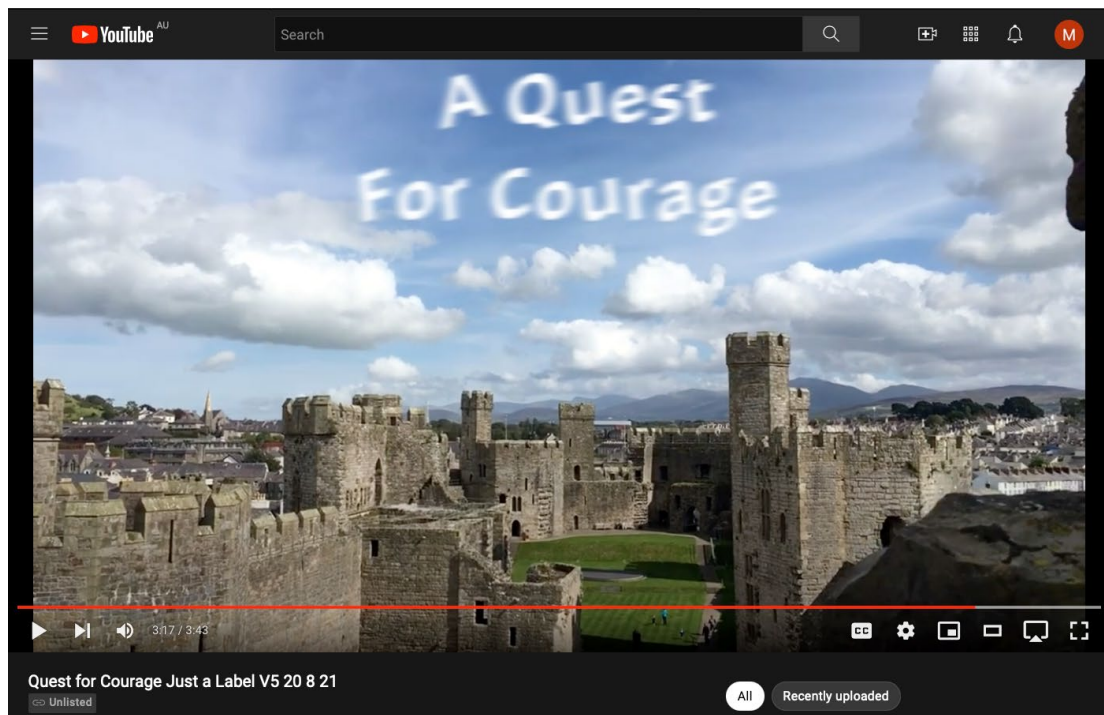 YouTube AU
Search
M
A Quest
For Courage
3:17 / 3:43
CC
Quest for Courage Just a Label V5 20 8 21
Unlisted
All
Recently uploaded